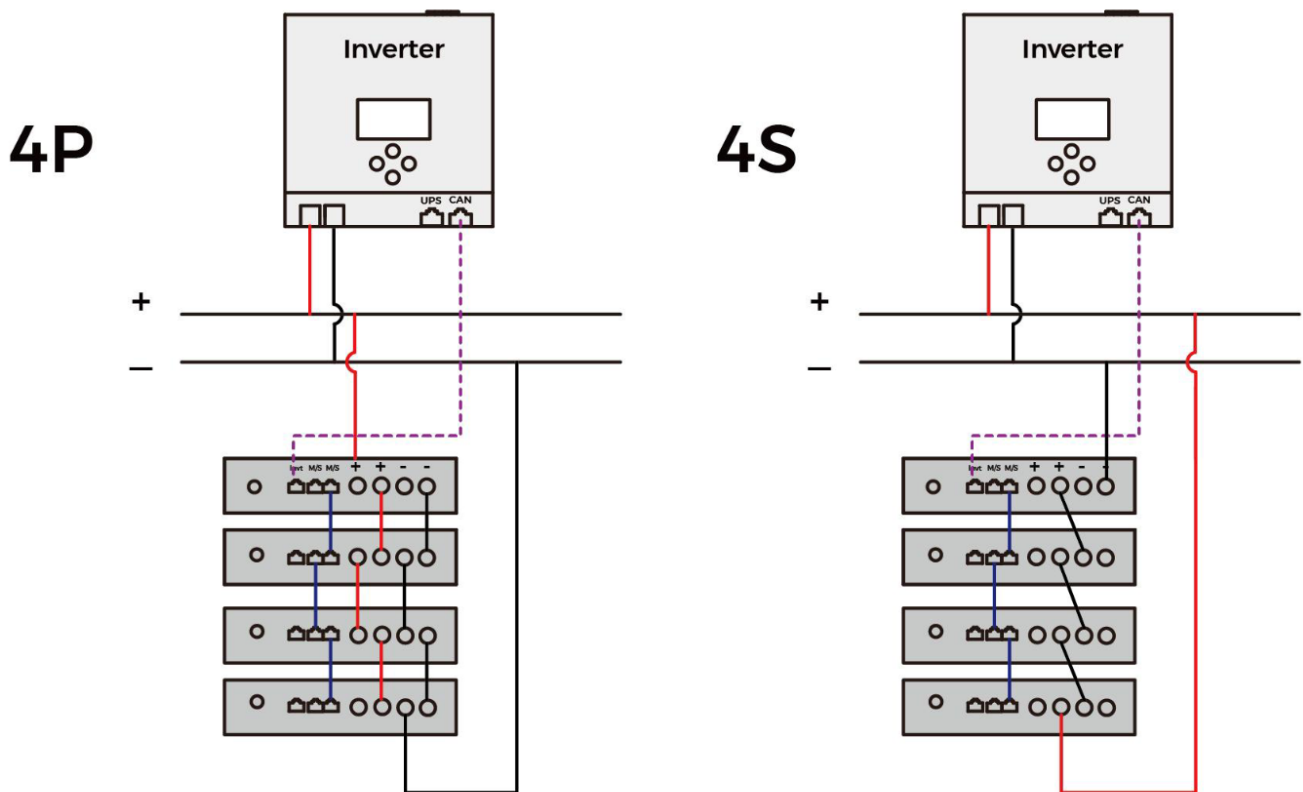 Inverter
4P
UPS CAN
+
—
Invt M/S M/S + + - -
Inverter
4S
UPS CAN
+
—
Invt M/S M/S + + - -